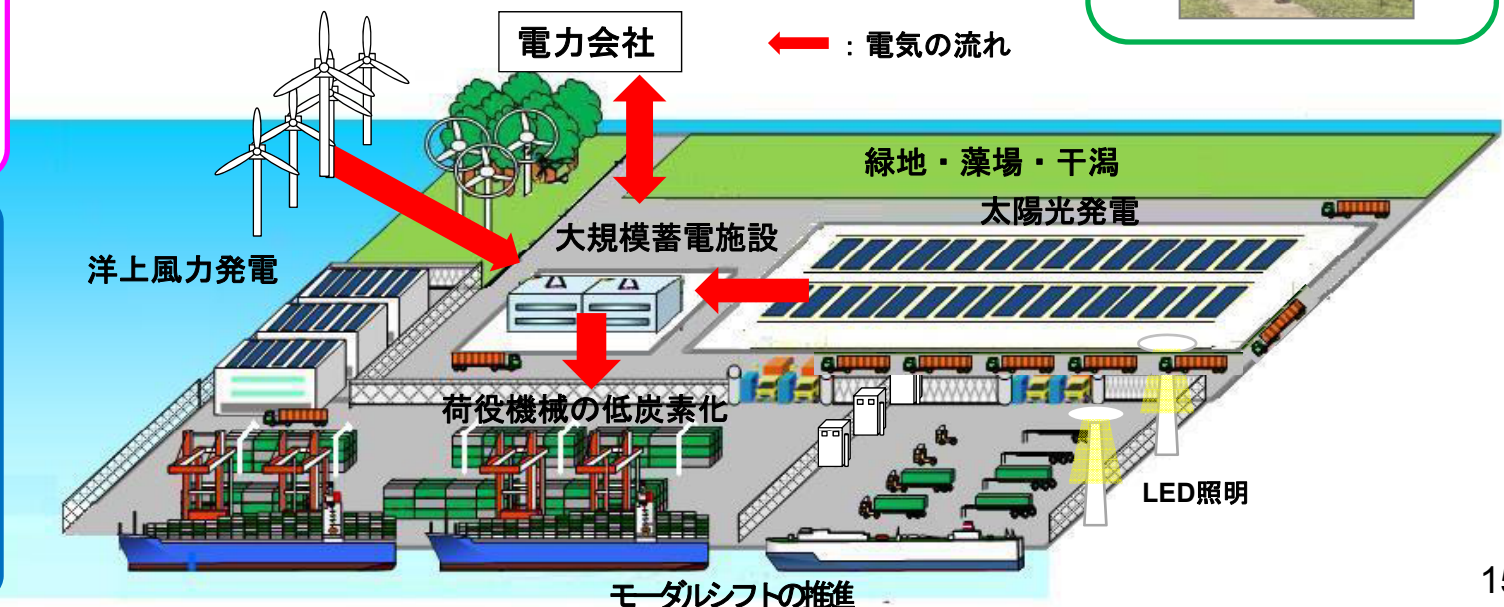 電力会社
：電気の流れ
緑地・藻場・干潟
太陽光発電
大規模蓄電施設
洋上風力発電
荷役機械の低炭素化
LED照明
モーダルシフトの推進
15